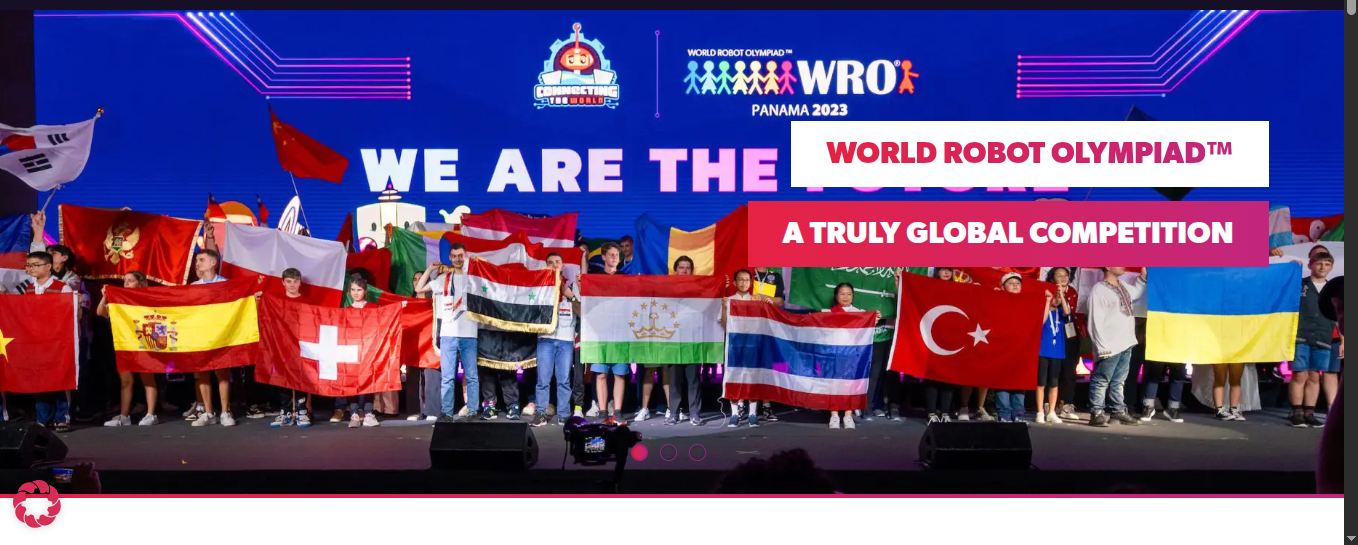 CONNECTING
THE WORLD
WORLD ROBOT OLYMPIAD™
WRO®
PANAMA 2023
WORLD ROBOT OLYMPIAD™
WE ARE THE
A TRULY GLOBAL COMPETITION